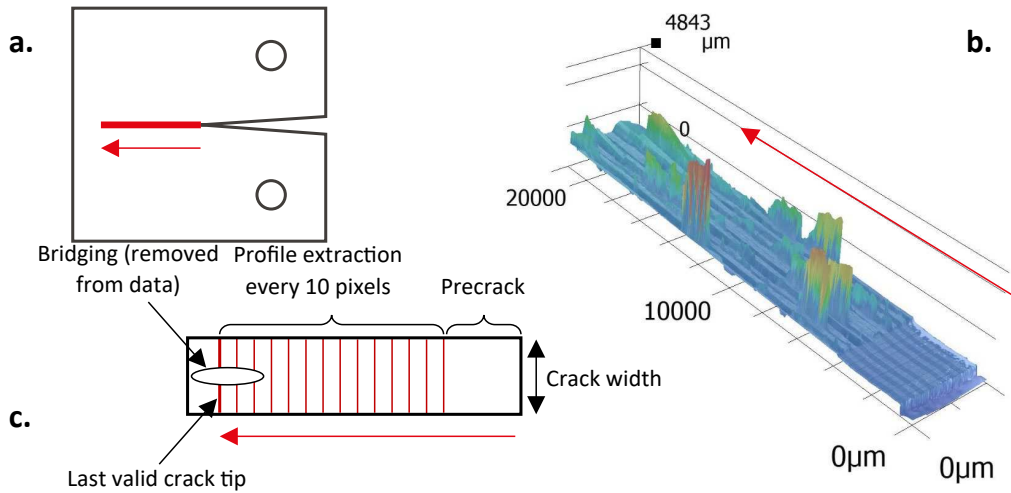 a.
4843
µm
b.
0
20000
10000
0µm
0µm
Bridging (removed
from data)
Profile extraction
every 10 pixels
Precrack
Crack width
c.
Last valid crack tip